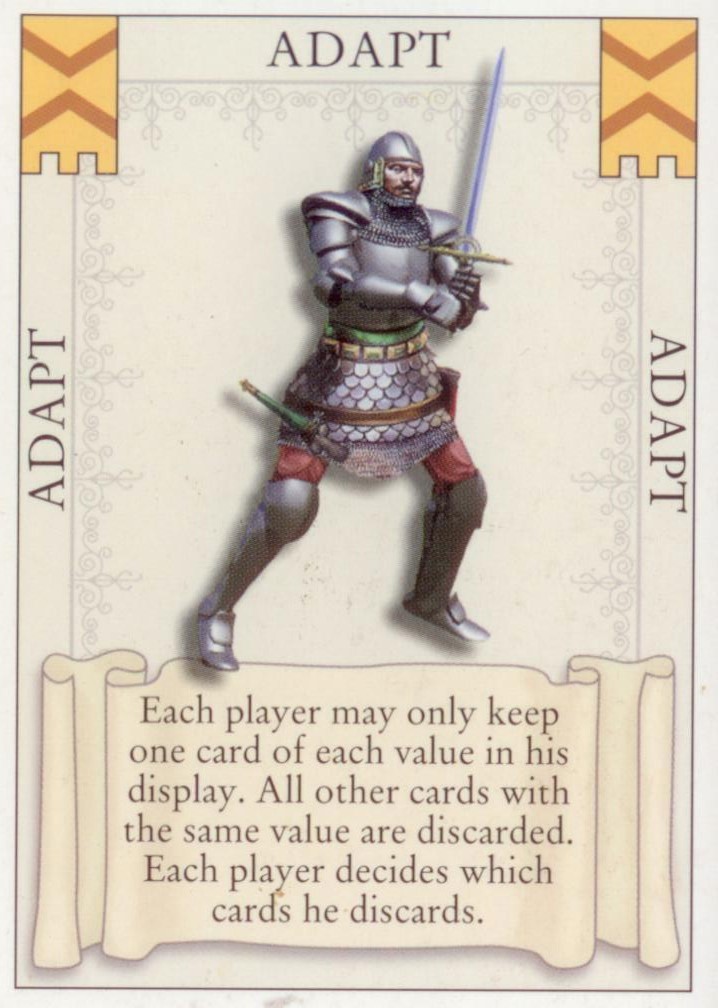 ADAPT
ADAPT
ADAPT
Each player may only keep
one card of each value in his
display. All other cards with
the same value are discarded.
Each player decides which
cards he discards.